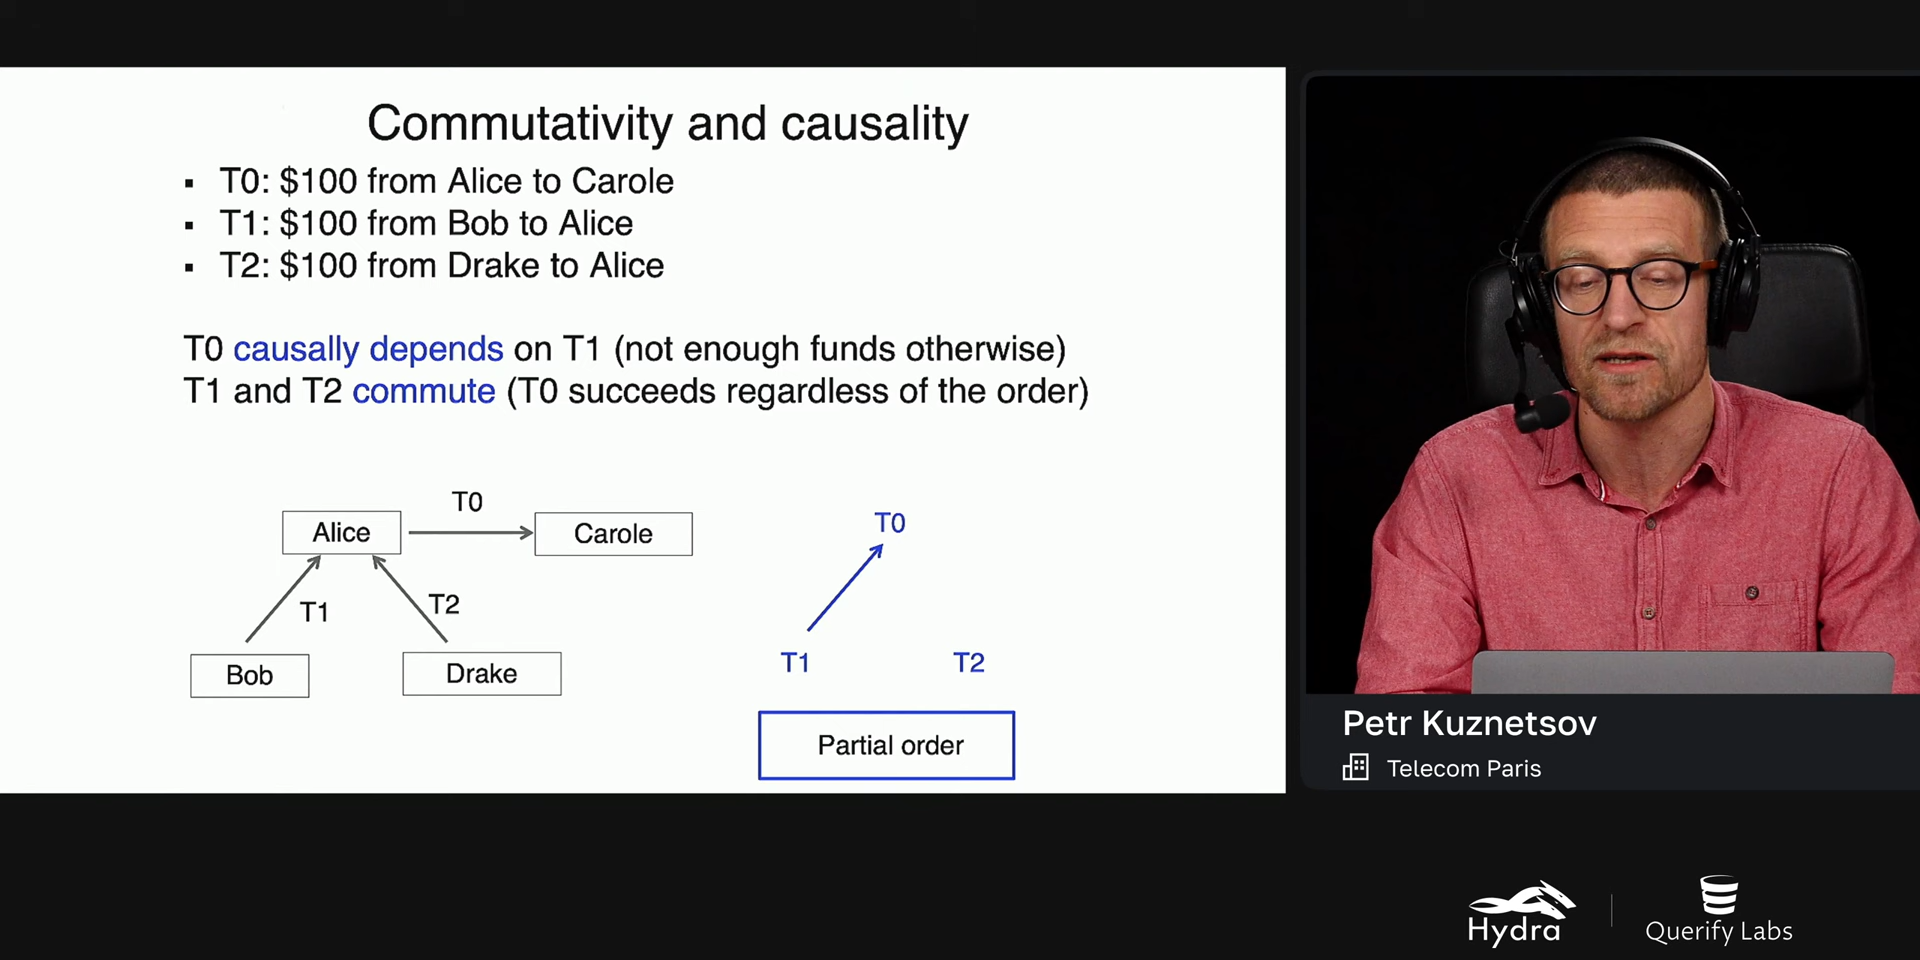 Commutativity and causality
▪ T0: $100 from Alice to Carole
▪ T1: $100 from Bob to Alice
▪ T2: $100 from Drake to Alice
T0 causally depends on T1 (not enough funds otherwise)
T1 and T2 commute (T0 succeeds regardless of the order)
T0
Alice
Carole
T1
T2
Bob
Drake
T0
T1
T2
Partial order
Petr Kuznetsov
Telecom Paris
Hydra
Querify Labs